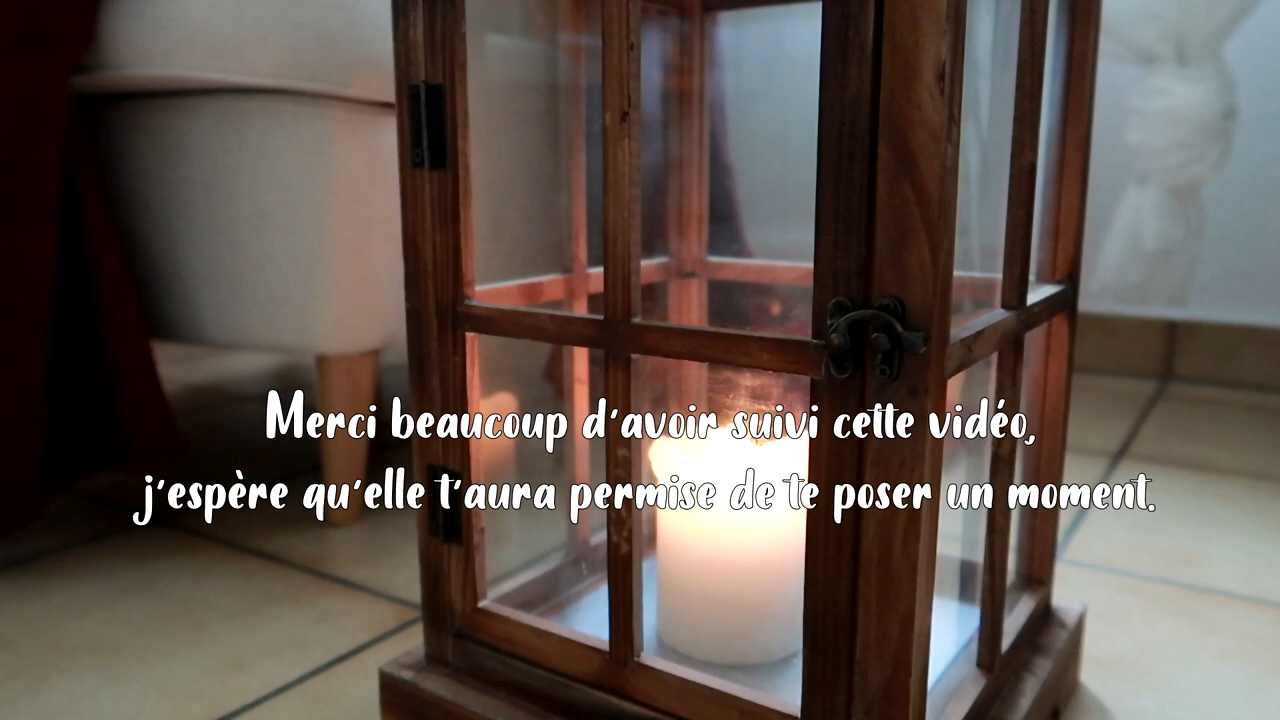 Merci beaucoup d'avoir suivi cette vidéo,
j'espère qu'elle t'aura permise de te poser un moment.